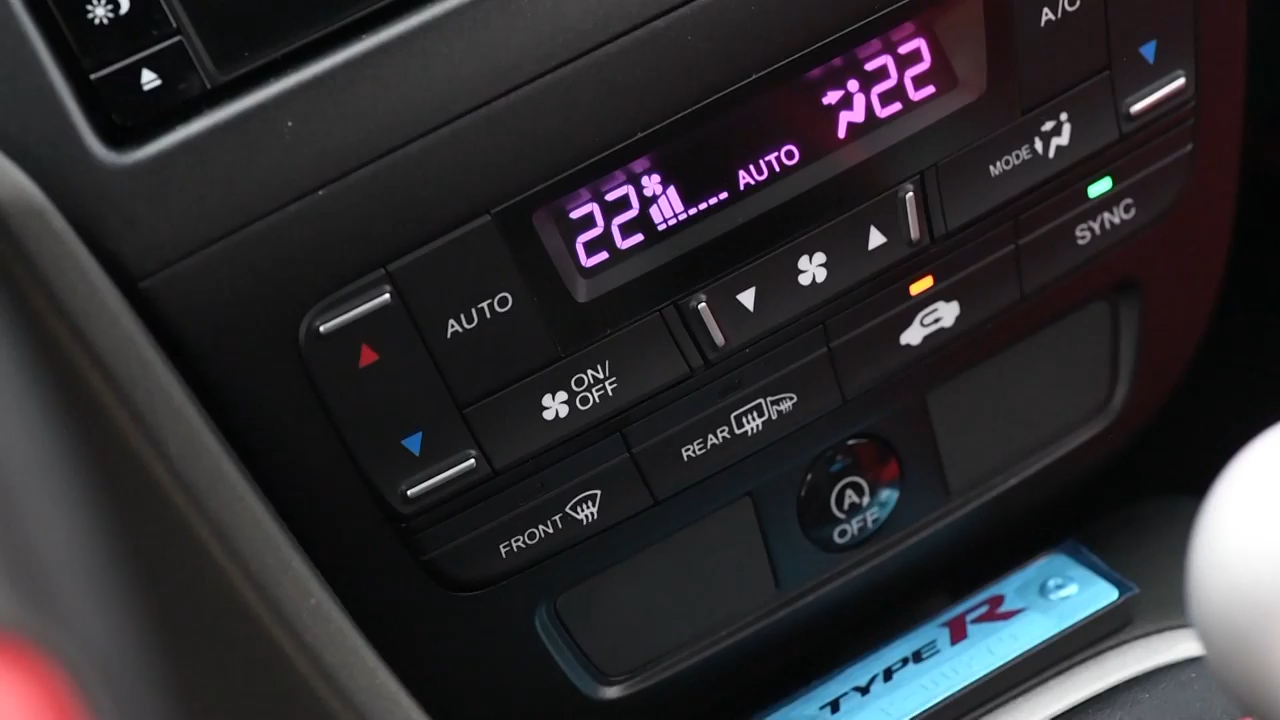 A/C
22
AUTO
22
MODE
SYNC
AUTO
ON/
OFF
REAR
FRONT
A
OFF
TYPE R